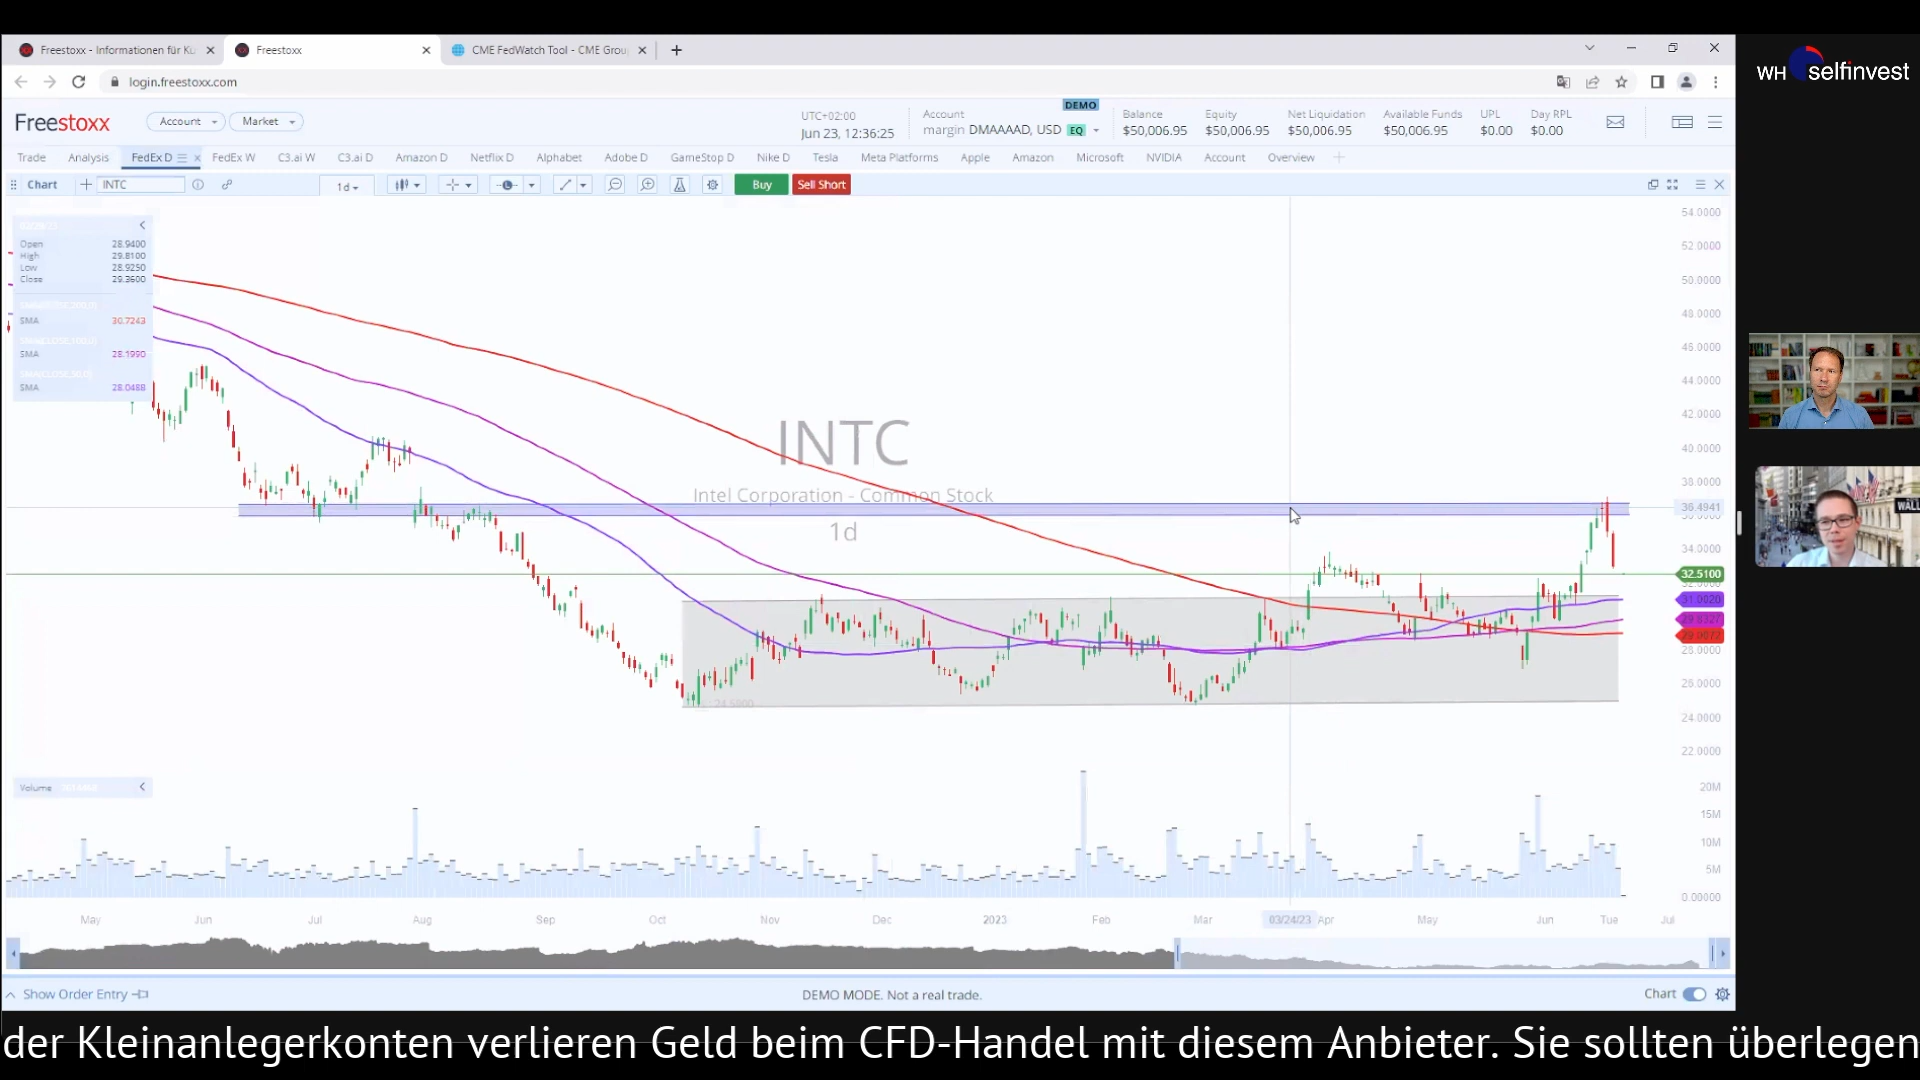 Freestoxx - Informationen für Ku
Freestoxx
CME FedWatch Tool - CME Group
login.freestoxx.com
WH selfinvest
Freestoxx
Account
Market
UTC+02:00
Jun 23, 12:36:25
Account
DEMO
margin DMAAAAD, USD EQ
Balance
$50,006.95
Equity
$50,006.95
Net Liquidation
$50,006.95
Available Funds
$50,006.95
UPL
$0.00
Day RPL
$0.00
Trade Analysis FedEx D FedEx W C3.ai W C3.ai D Amazon D Netflix D Alphabet Adobe D GameStop D Nike D Tesla Meta Platforms Apple Amazon Microsoft NVIDIA Account Overview
Chart INTC 1d Buy Sell Short
Open 28.9400
High 29.8100
Low 28.9250
Close 29.3600
SMA 30.7243
SMA 28.1990
SMA 28.0488
INTC
Intel Corporation - Common Stock
1d
24.5900
54.0000
52.0000
50.0000
48.0000
46.0000
44.0000
42.0000
40.0000
38.0000
36.4941
34.0000
32.5100
31.0020
29.8327
29.0072
28.0000
26.0000
24.0000
22.0000
WALL
Volume
20M
15M
10M
5M
0.00000
May Jun Jul Aug Sep Oct Nov Dec 2023 Feb Mar 03/24/23 Apr May Jun Tue Jul
Show Order Entry
DEMO MODE. Not a real trade.
Chart
der Kleinanlegerkonten verlieren Geld beim CFD-Handel mit diesem Anbieter. Sie sollten überlegen